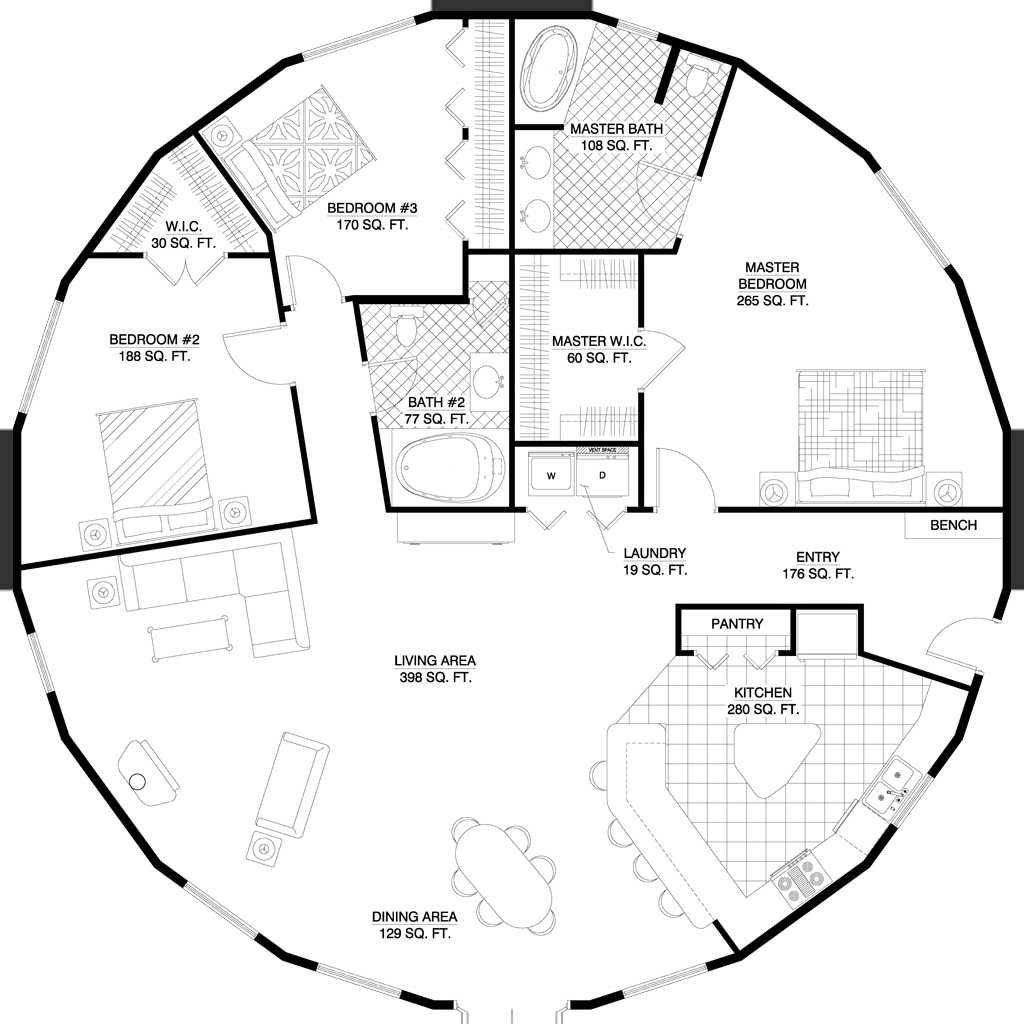 MASTER BATH
108 SQ. FT.
BEDROOM #3
170 SQ. FT.
W.I.C.
30 SQ. FT.
MASTER
BEDROOM
265 SQ. FT.
BEDROOM #2
188 SQ. FT.
MASTER W.I.C.
60 SQ. FT.
BATH #2
77 SQ. FT.
VENT SPACE
W
D
BENCH
LAUNDRY
19 SQ. FT.
ENTRY
176 SQ. FT.
PANTRY
LIVING AREA
398 SQ. FT.
KITCHEN
280 SQ. FT.
DINING AREA
129 SQ. FT.